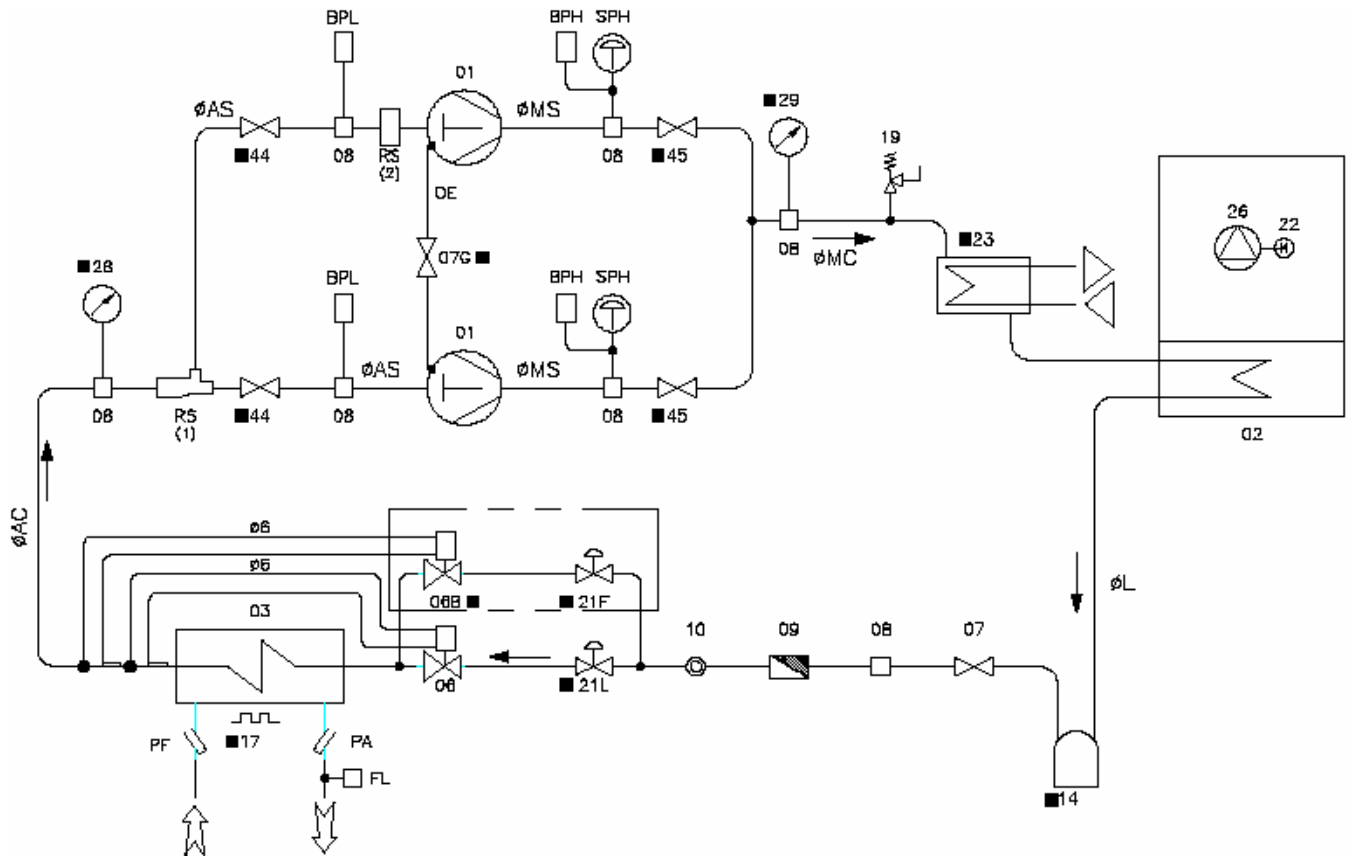 BPL
BPH SPH
01
ØAS
ØMS
■29
19
■44
08
RS
(2)
08
■45
26
22
OE
08
ØMC
■23
■28
07G■
BPL
BPH SPH
01
ØAS
ØMS
08
RS
(1)
■44
08
08
■45
02
ØAC
ø6
ø6
06B■
■21F
ØL
03
10
09
08
07
06
■21L
PF
■17
PA
FL
■14